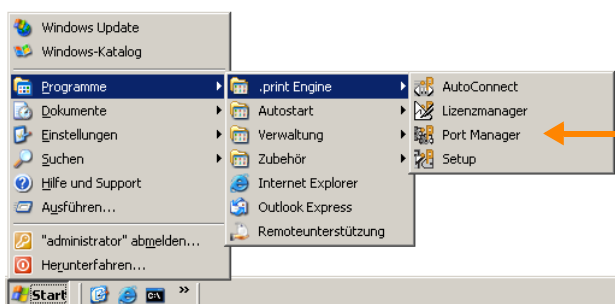 Windows Update
Windows-Katalog
Programme
Dokumente
Einstellungen
Suchen
Hilfe und Support
Ausführen...
"administrator" abmelden...
Herunterfahren...
.print Engine
Autostart
Verwaltung
Zubehör
Internet Explorer
Outlook Express
Remoteunterstützung
AutoConnect
Lizenzmanager
Port Manager
Setup
Start
»